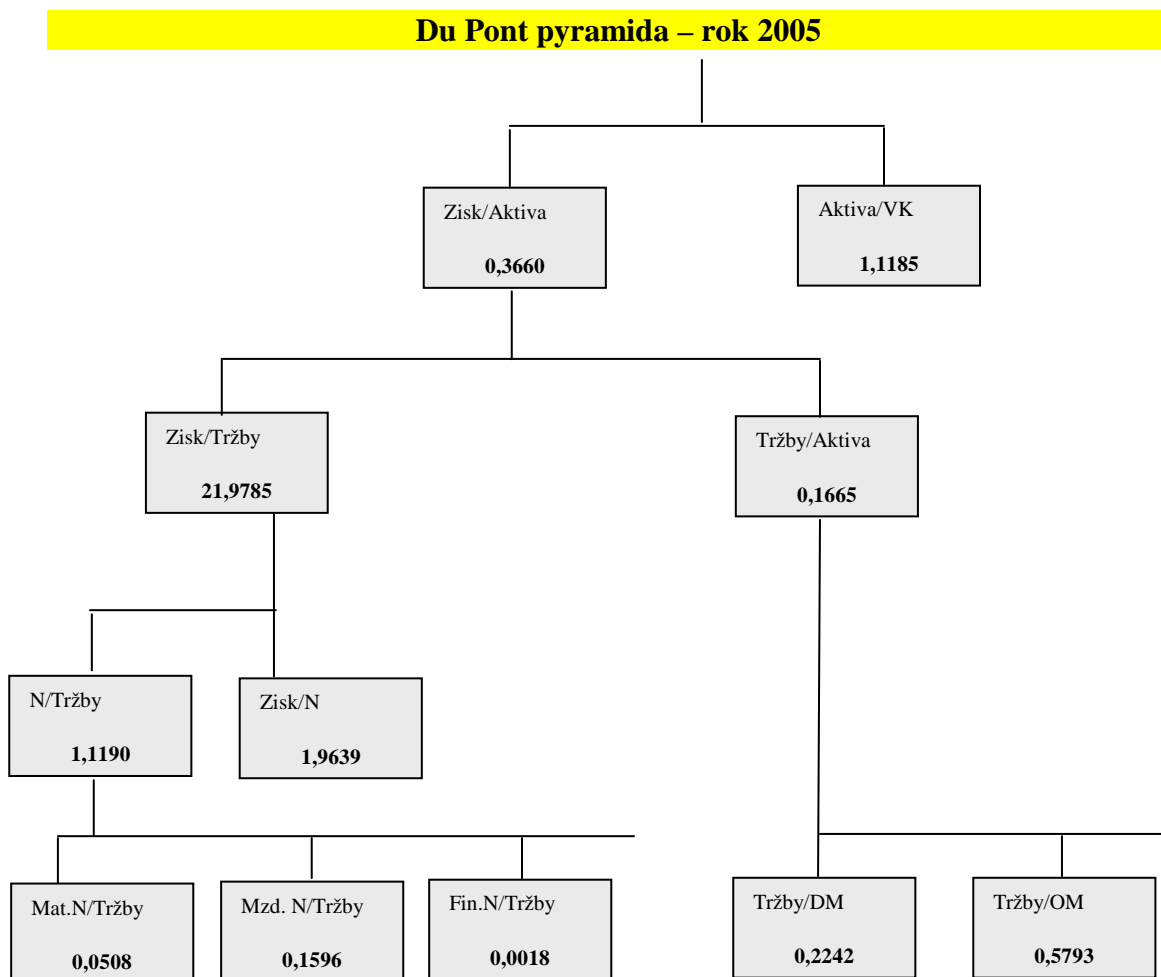 Du Pont pyramida – rok 2005
Zisk/Aktiva
0,3660
Aktiva/VK
1,1185
Zisk/Tržby
21,9785
Tržby/Aktiva
0,1665
N/Tržby
1,1190
Zisk/N
1,9639
Mat.N/Tržby
0,0508
Mzd. N/Tržby
0,1596
Fin.N/Tržby
0,0018
Tržby/DM
0,2242
Tržby/OM
0,5793